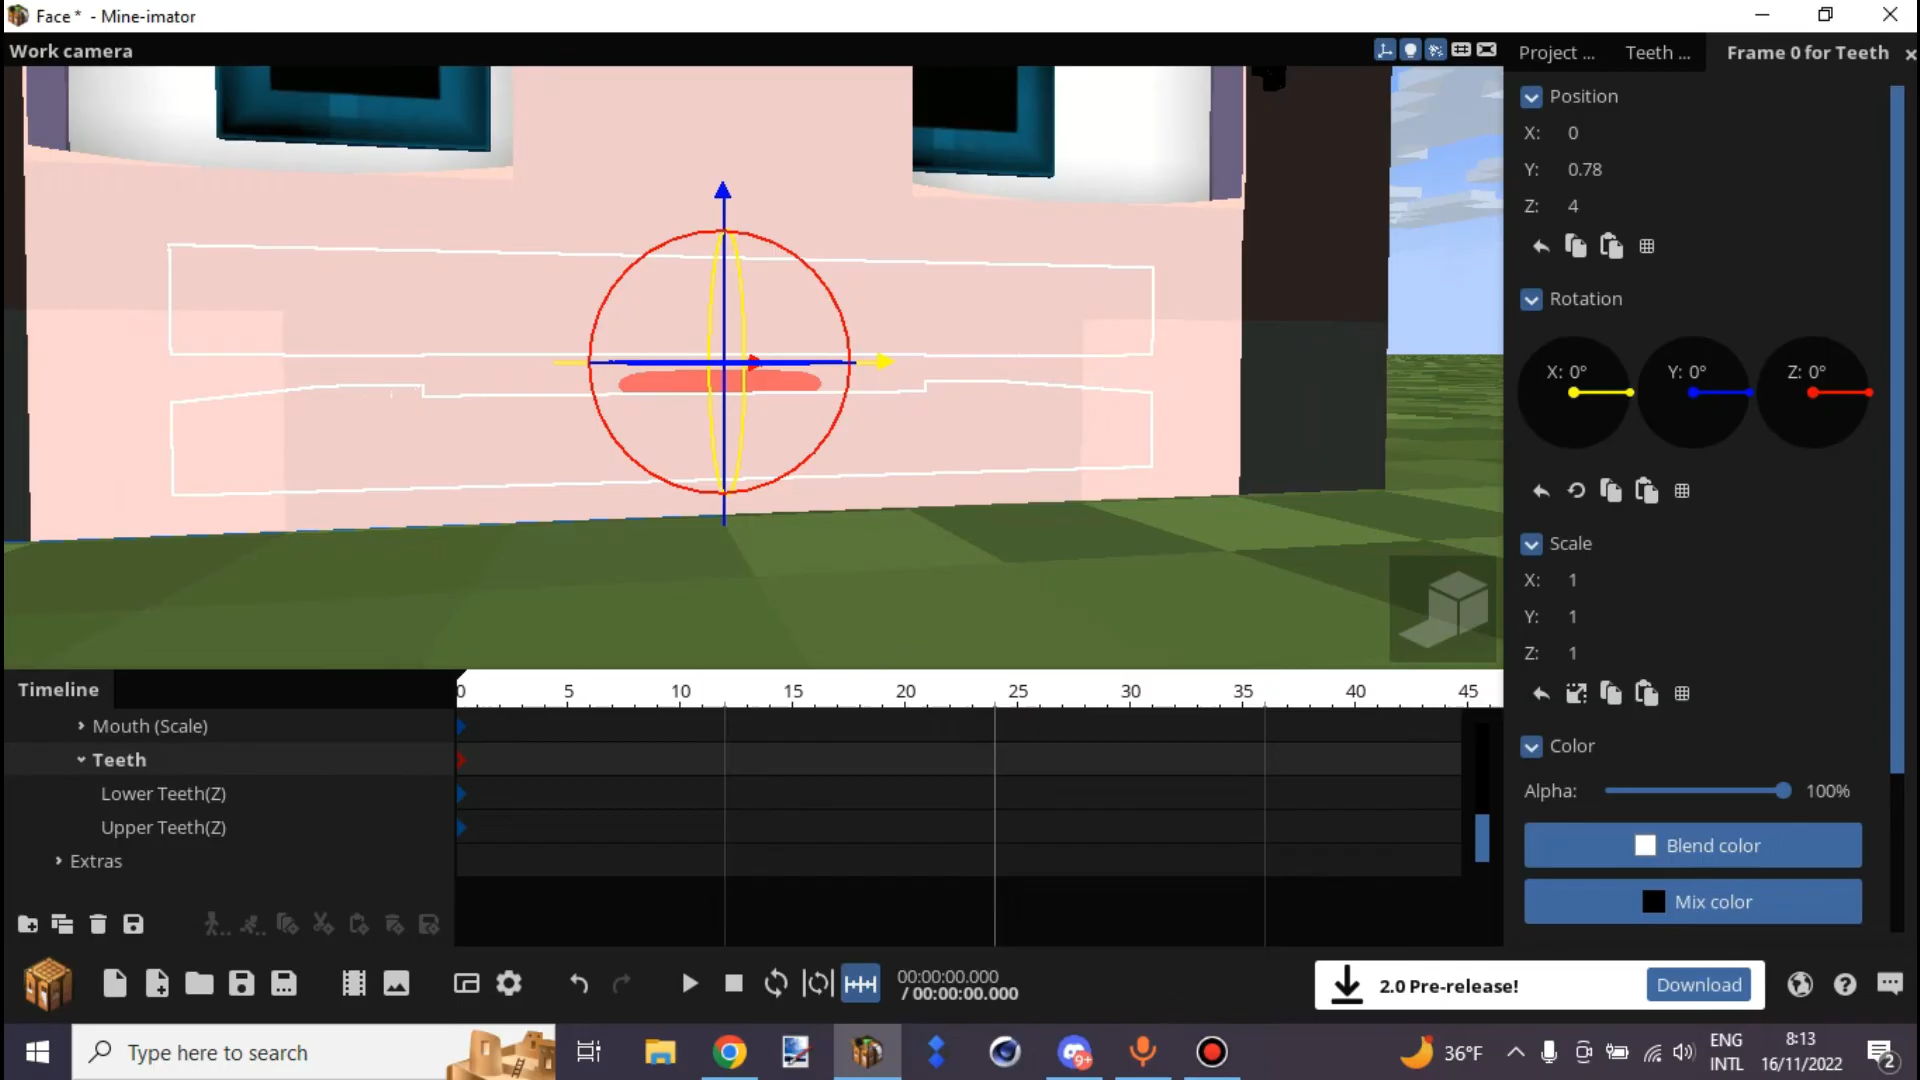 Face * - Mine-imator
Work camera
Project ... Teeth ... Frame 0 for Teeth
Position
X: 0
Y: 0.78
Z: 4
Rotation
X: 0° Y: 0° Z: 0°
Scale
X: 1
Y: 1
Z: 1
Color
Alpha: 100%
Blend color
Mix color
Timeline
0 5 10 15 20 25 30 35 40 45
Mouth (Scale)
Teeth
Lower Teeth(Z)
Upper Teeth(Z)
Extras
00:00:00.000
/ 00:00:00.000
2.0 Pre-release! Download
Type here to search
9+
36°F
ENG
INTL
8:13
16/11/2022
2